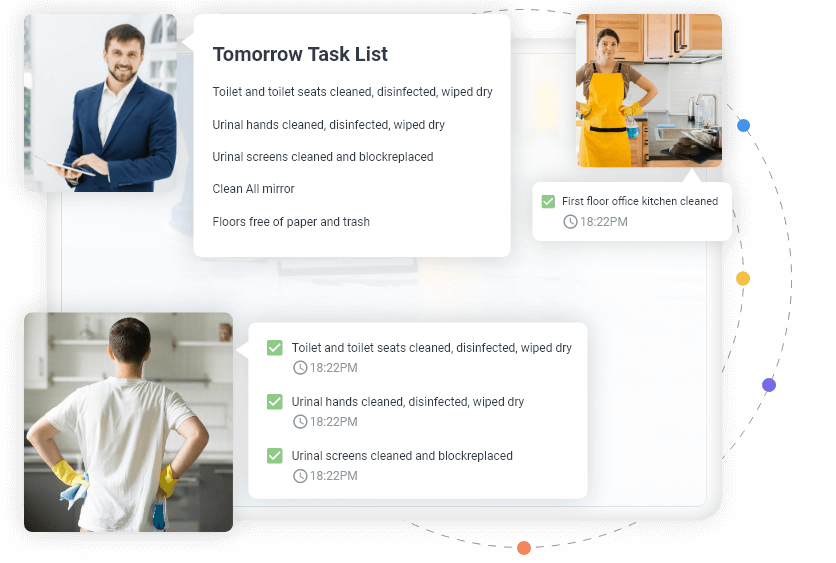 Tomorrow Task List
Toilet and toilet seats cleaned, disinfected, wiped dry
Urinal hands cleaned, disinfected, wiped dry
Urinal screens cleaned and blockreplaced
Clean All mirror
Floors free of paper and trash
First floor office kitchen cleaned
18:22PM
Toilet and toilet seats cleaned, disinfected, wiped dry
18:22PM
Urinal hands cleaned, disinfected, wiped dry
18:22PM
Urinal screens cleaned and blockreplaced
18:22PM